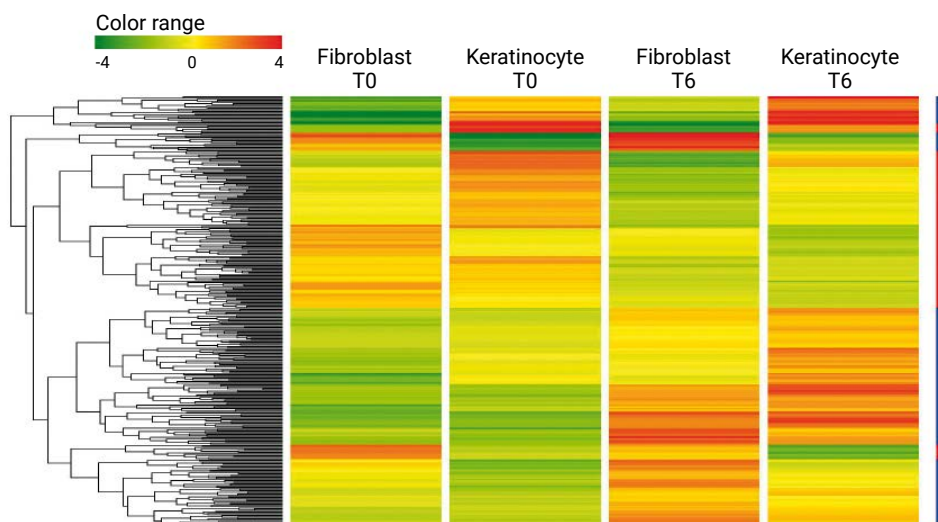 Color range
-4 0 4
Fibroblast
T0
Keratinocyte
T0
Fibroblast
T6
Keratinocyte
T6